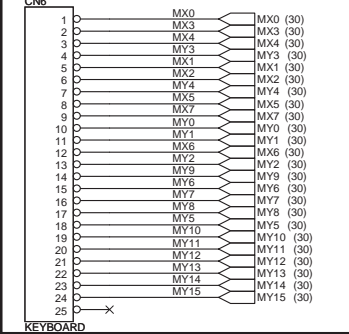 CN6
1 MX0 MX0 (30)
2 MX3 MX3 (30)
3 MX4 MX4 (30)
4 MY3 MY3 (30)
5 MX1 MX1 (30)
6 MX2 MX2 (30)
7 MY4 MY4 (30)
8 MX5 MX5 (30)
9 MX7 MX7 (30)
10 MY0 MY0 (30)
11 MY1 MY1 (30)
12 MX6 MX6 (30)
13 MY2 MY2 (30)
14 MY9 MY9 (30)
15 MY6 MY6 (30)
16 MY7 MY7 (30)
17 MY8 MY8 (30)
18 MY5 MY5 (30)
19 MY10 MY10 (30)
20 MY11 MY11 (30)
21 MY12 MY12 (30)
22 MY13 MY13 (30)
23 MY14 MY14 (30)
24 MY15 MY15 (30)
25
KEYBOARD